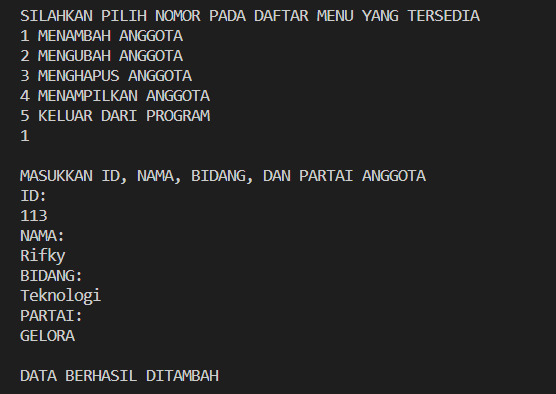 SILAHKAN PILIH NOMOR PADA DAFTAR MENU YANG TERSEDIA
1 MENAMBAH ANGGOTA
2 MENGUBAH ANGGOTA
3 MENGHAPUS ANGGOTA
4 MENAMPILKAN ANGGOTA
5 KELUAR DARI PROGRAM
1
MASUKKAN ID, NAMA, BIDANG, DAN PARTAI ANGGOTA
ID:
113
NAMA:
Rifky
BIDANG:
Teknologi
PARTAI:
GELORA
DATA BERHASIL DITAMBAH